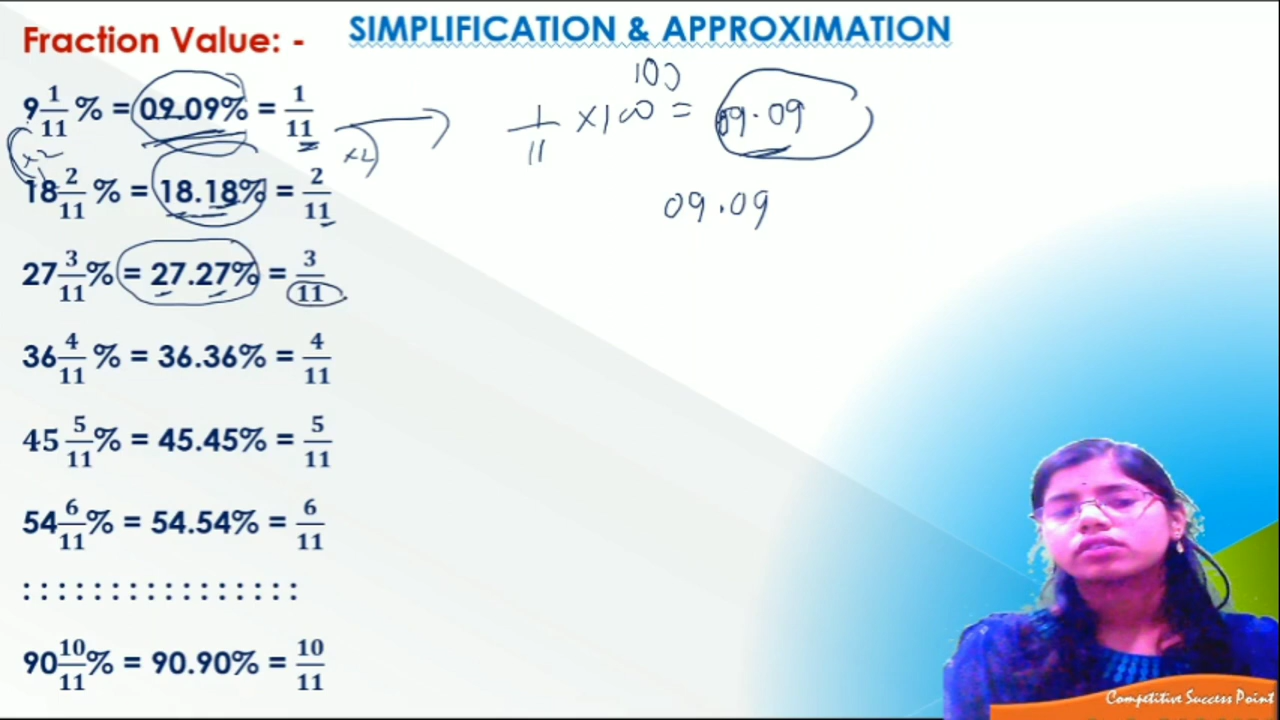 SIMPLIFICATION & APPROXIMATION
Fraction Value: -
9 1/11 % = 09.09% = 1/11
18 2/11 % = 18.18% = 2/11
27 3/11 % = 27.27% = 3/11
36 4/11 % = 36.36% = 4/11
45 5/11 % = 45.45% = 5/11
54 6/11 % = 54.54% = 6/11
: : : : : : : : : : : : : : : :
90 10/11 % = 90.90% = 10/11
×2
×2
100
1/11 ×100 = 09.09
09.09
Competitive Success Point